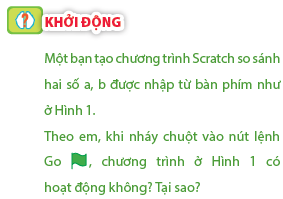 KHỞI ĐỘNG
Một bạn tạo chương trình Scratch so sánh
hai số a, b được nhập từ bàn phím như
ở Hình 1.
Theo em, khi nháy chuột vào nút lệnh
Go , chương trình ở Hình 1 có
hoạt động không? Tại sao?